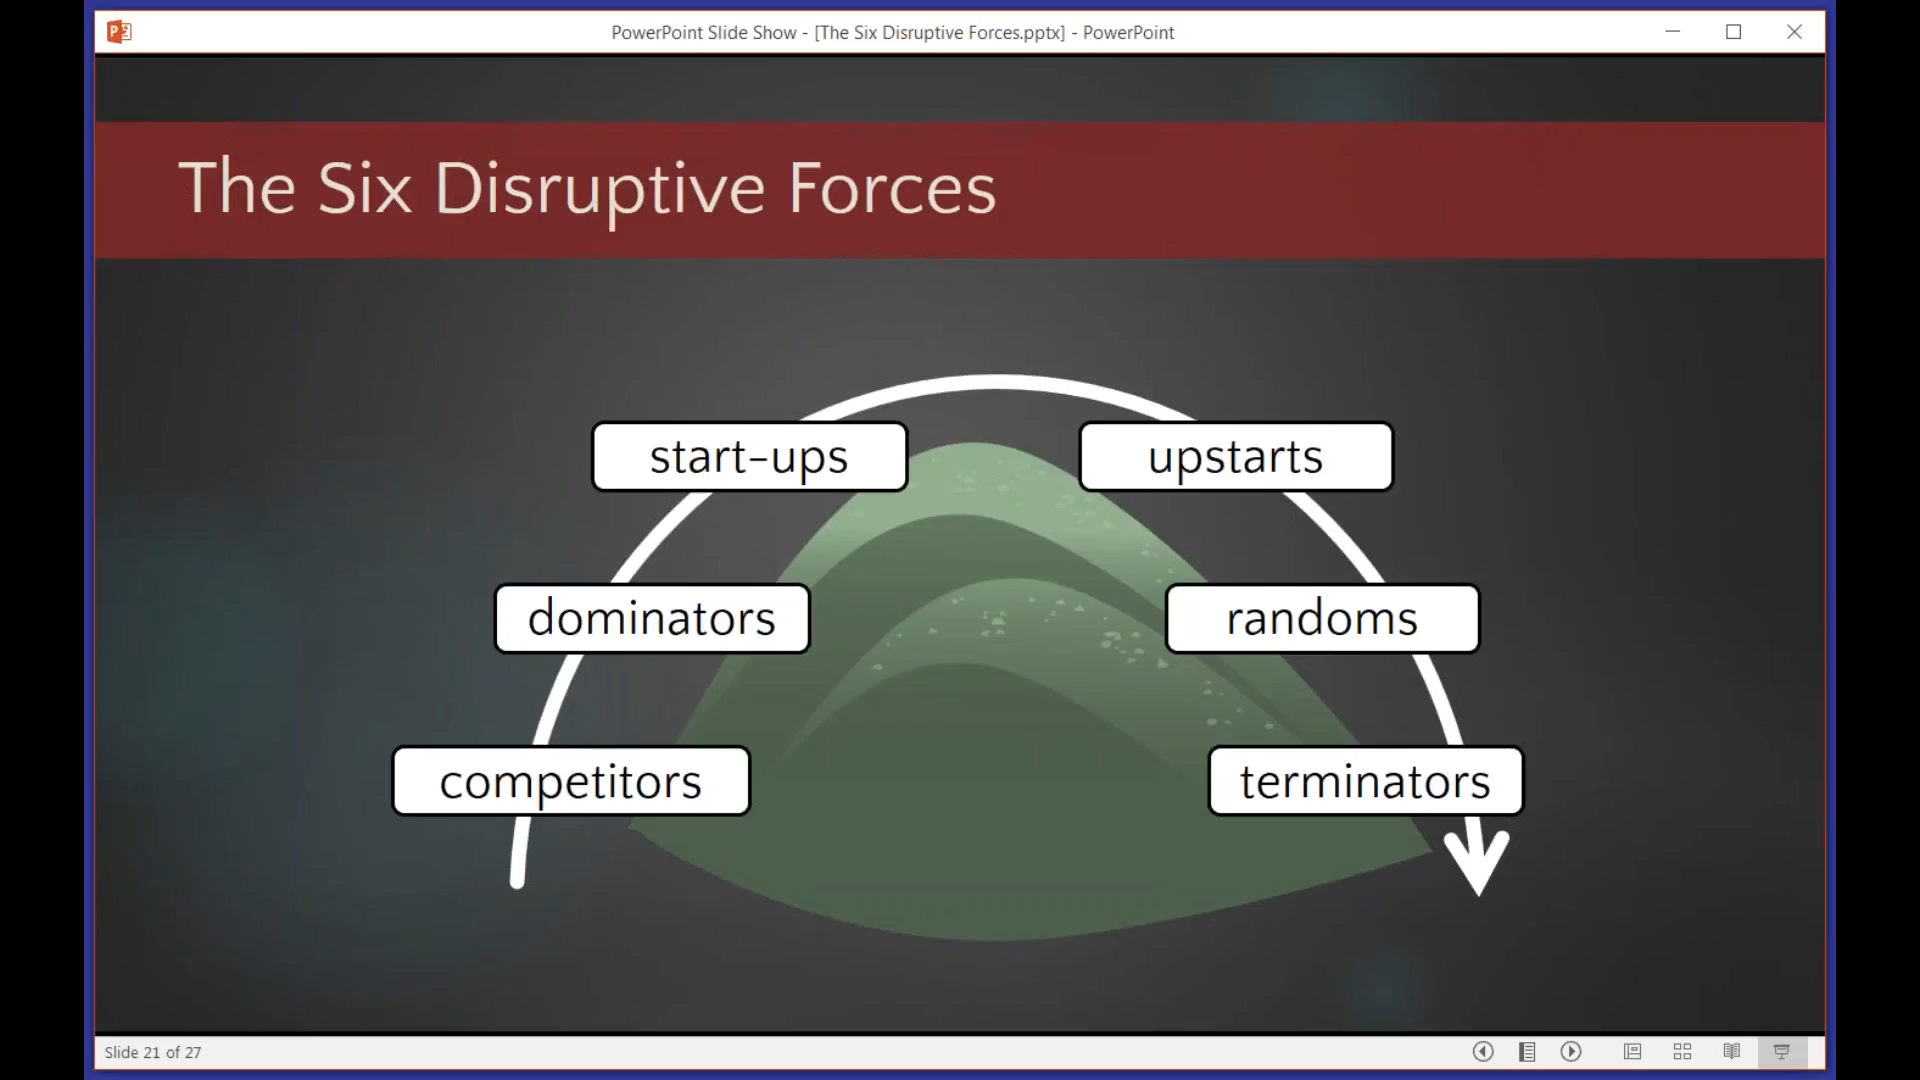 PowerPoint Slide Show - [The Six Disruptive Forces.pptx] - PowerPoint
The Six Disruptive Forces
start-ups
upstarts
dominators
randoms
competitors
terminators
Slide 21 of 27